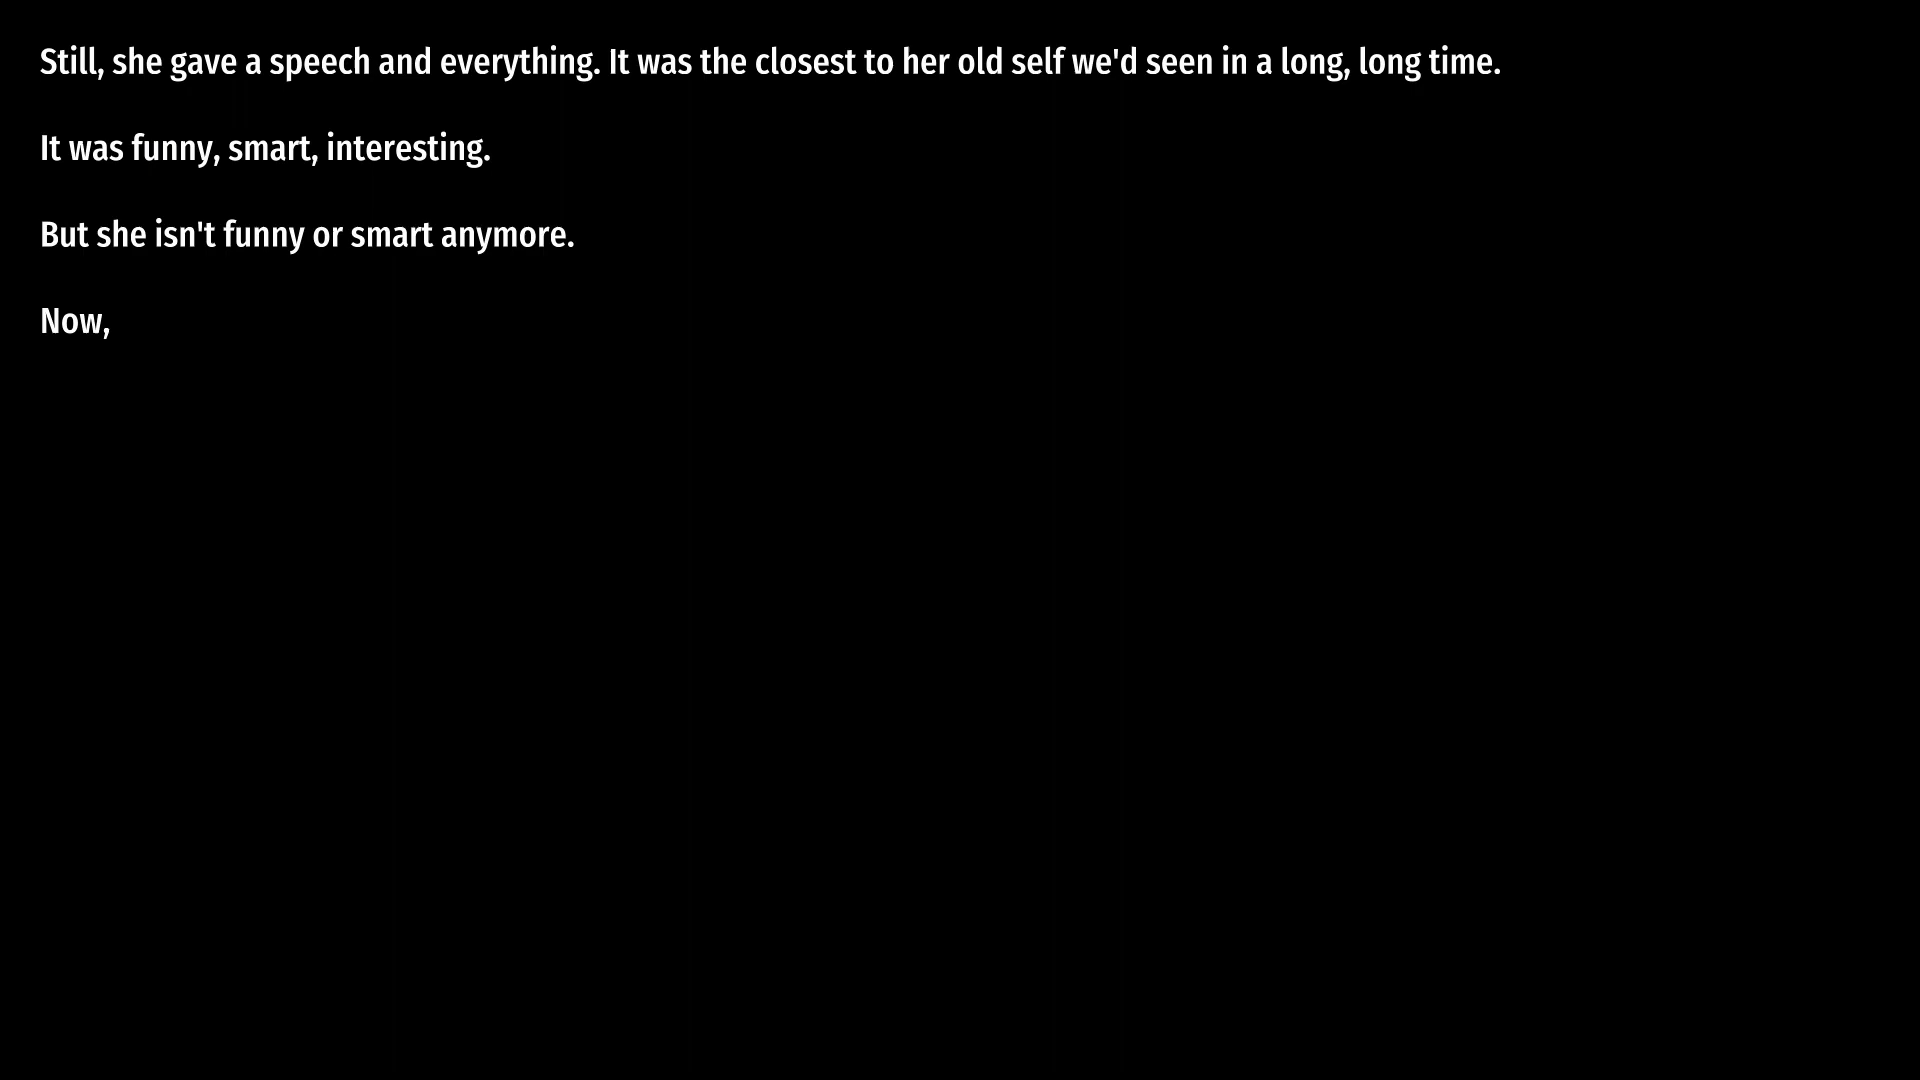 Still, she gave a speech and everything. It was the closest to her old self we'd seen in a long, long time.
It was funny, smart, interesting.
But she isn't funny or smart anymore.
Now,